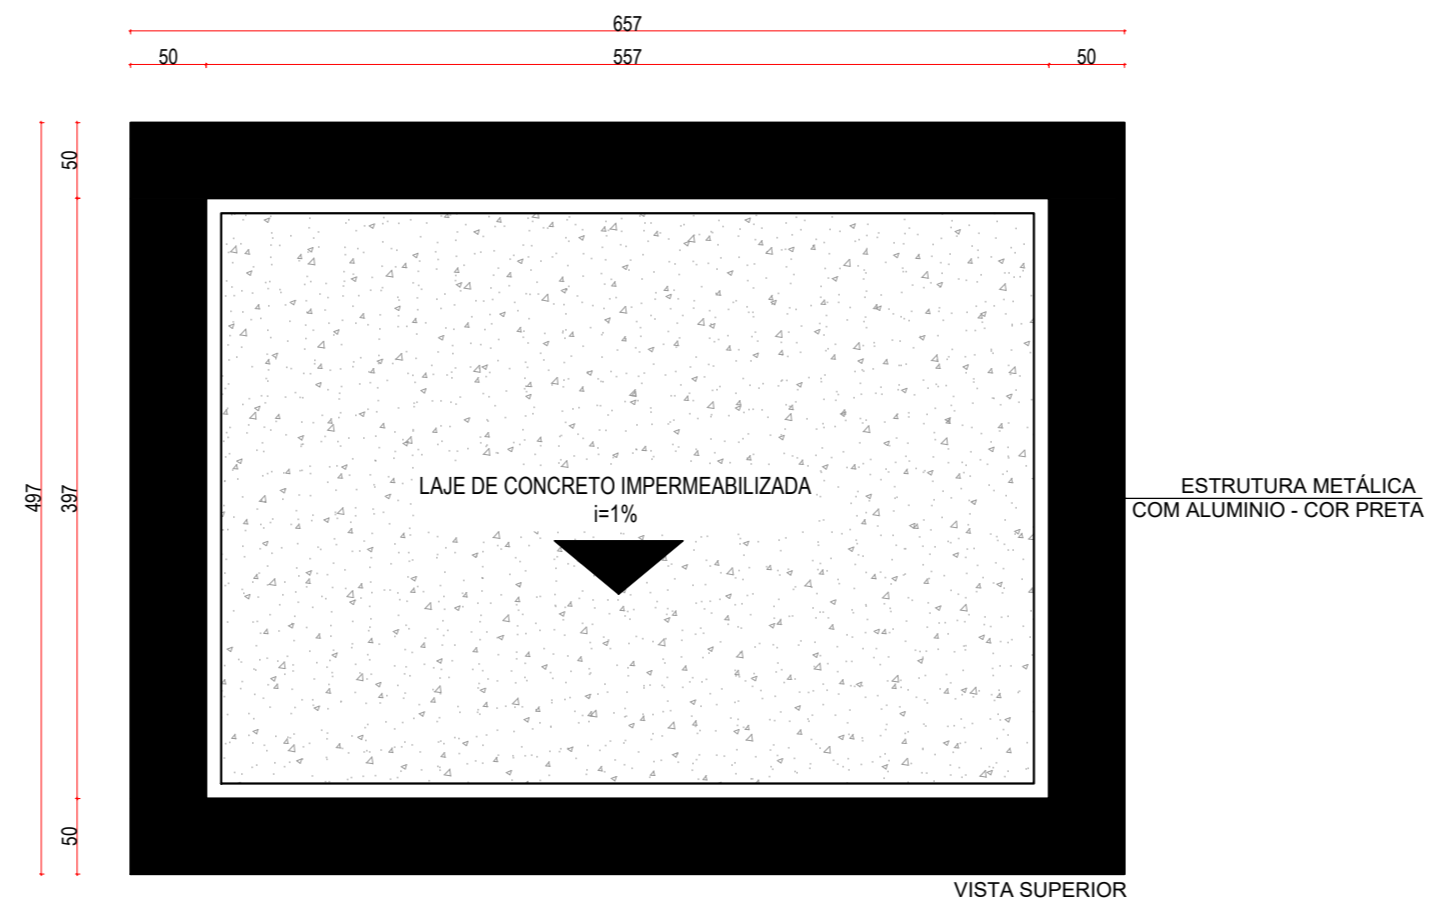 657
50 557 50
50
497 397
50
LAJE DE CONCRETO IMPERMEABILIZADA
i=1%
ESTRUTURA METÁLICA
COM ALUMINIO - COR PRETA
VISTA SUPERIOR